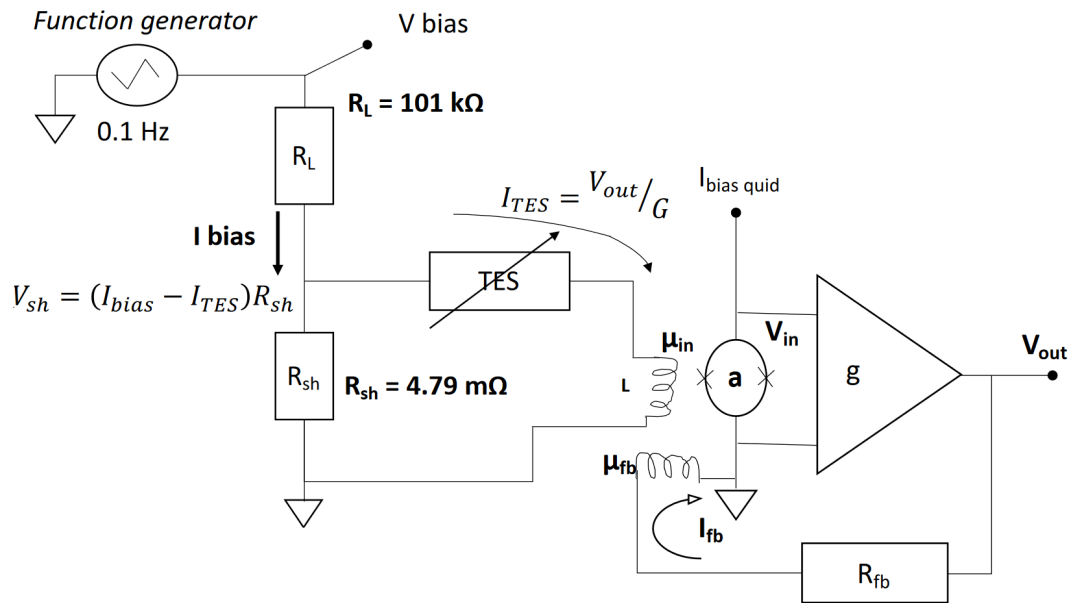 Function generator
V bias
0.1 Hz
R_L = 101 kΩ
R_L
I_TES = V_out/G
I_bias quid
I bias
V_sh = (I_bias − I_TES)R_sh
TES
μ_in
V_in
V_out
L
a
g
R_sh
R_sh = 4.79 mΩ
μ_fb
I_fb
R_fb